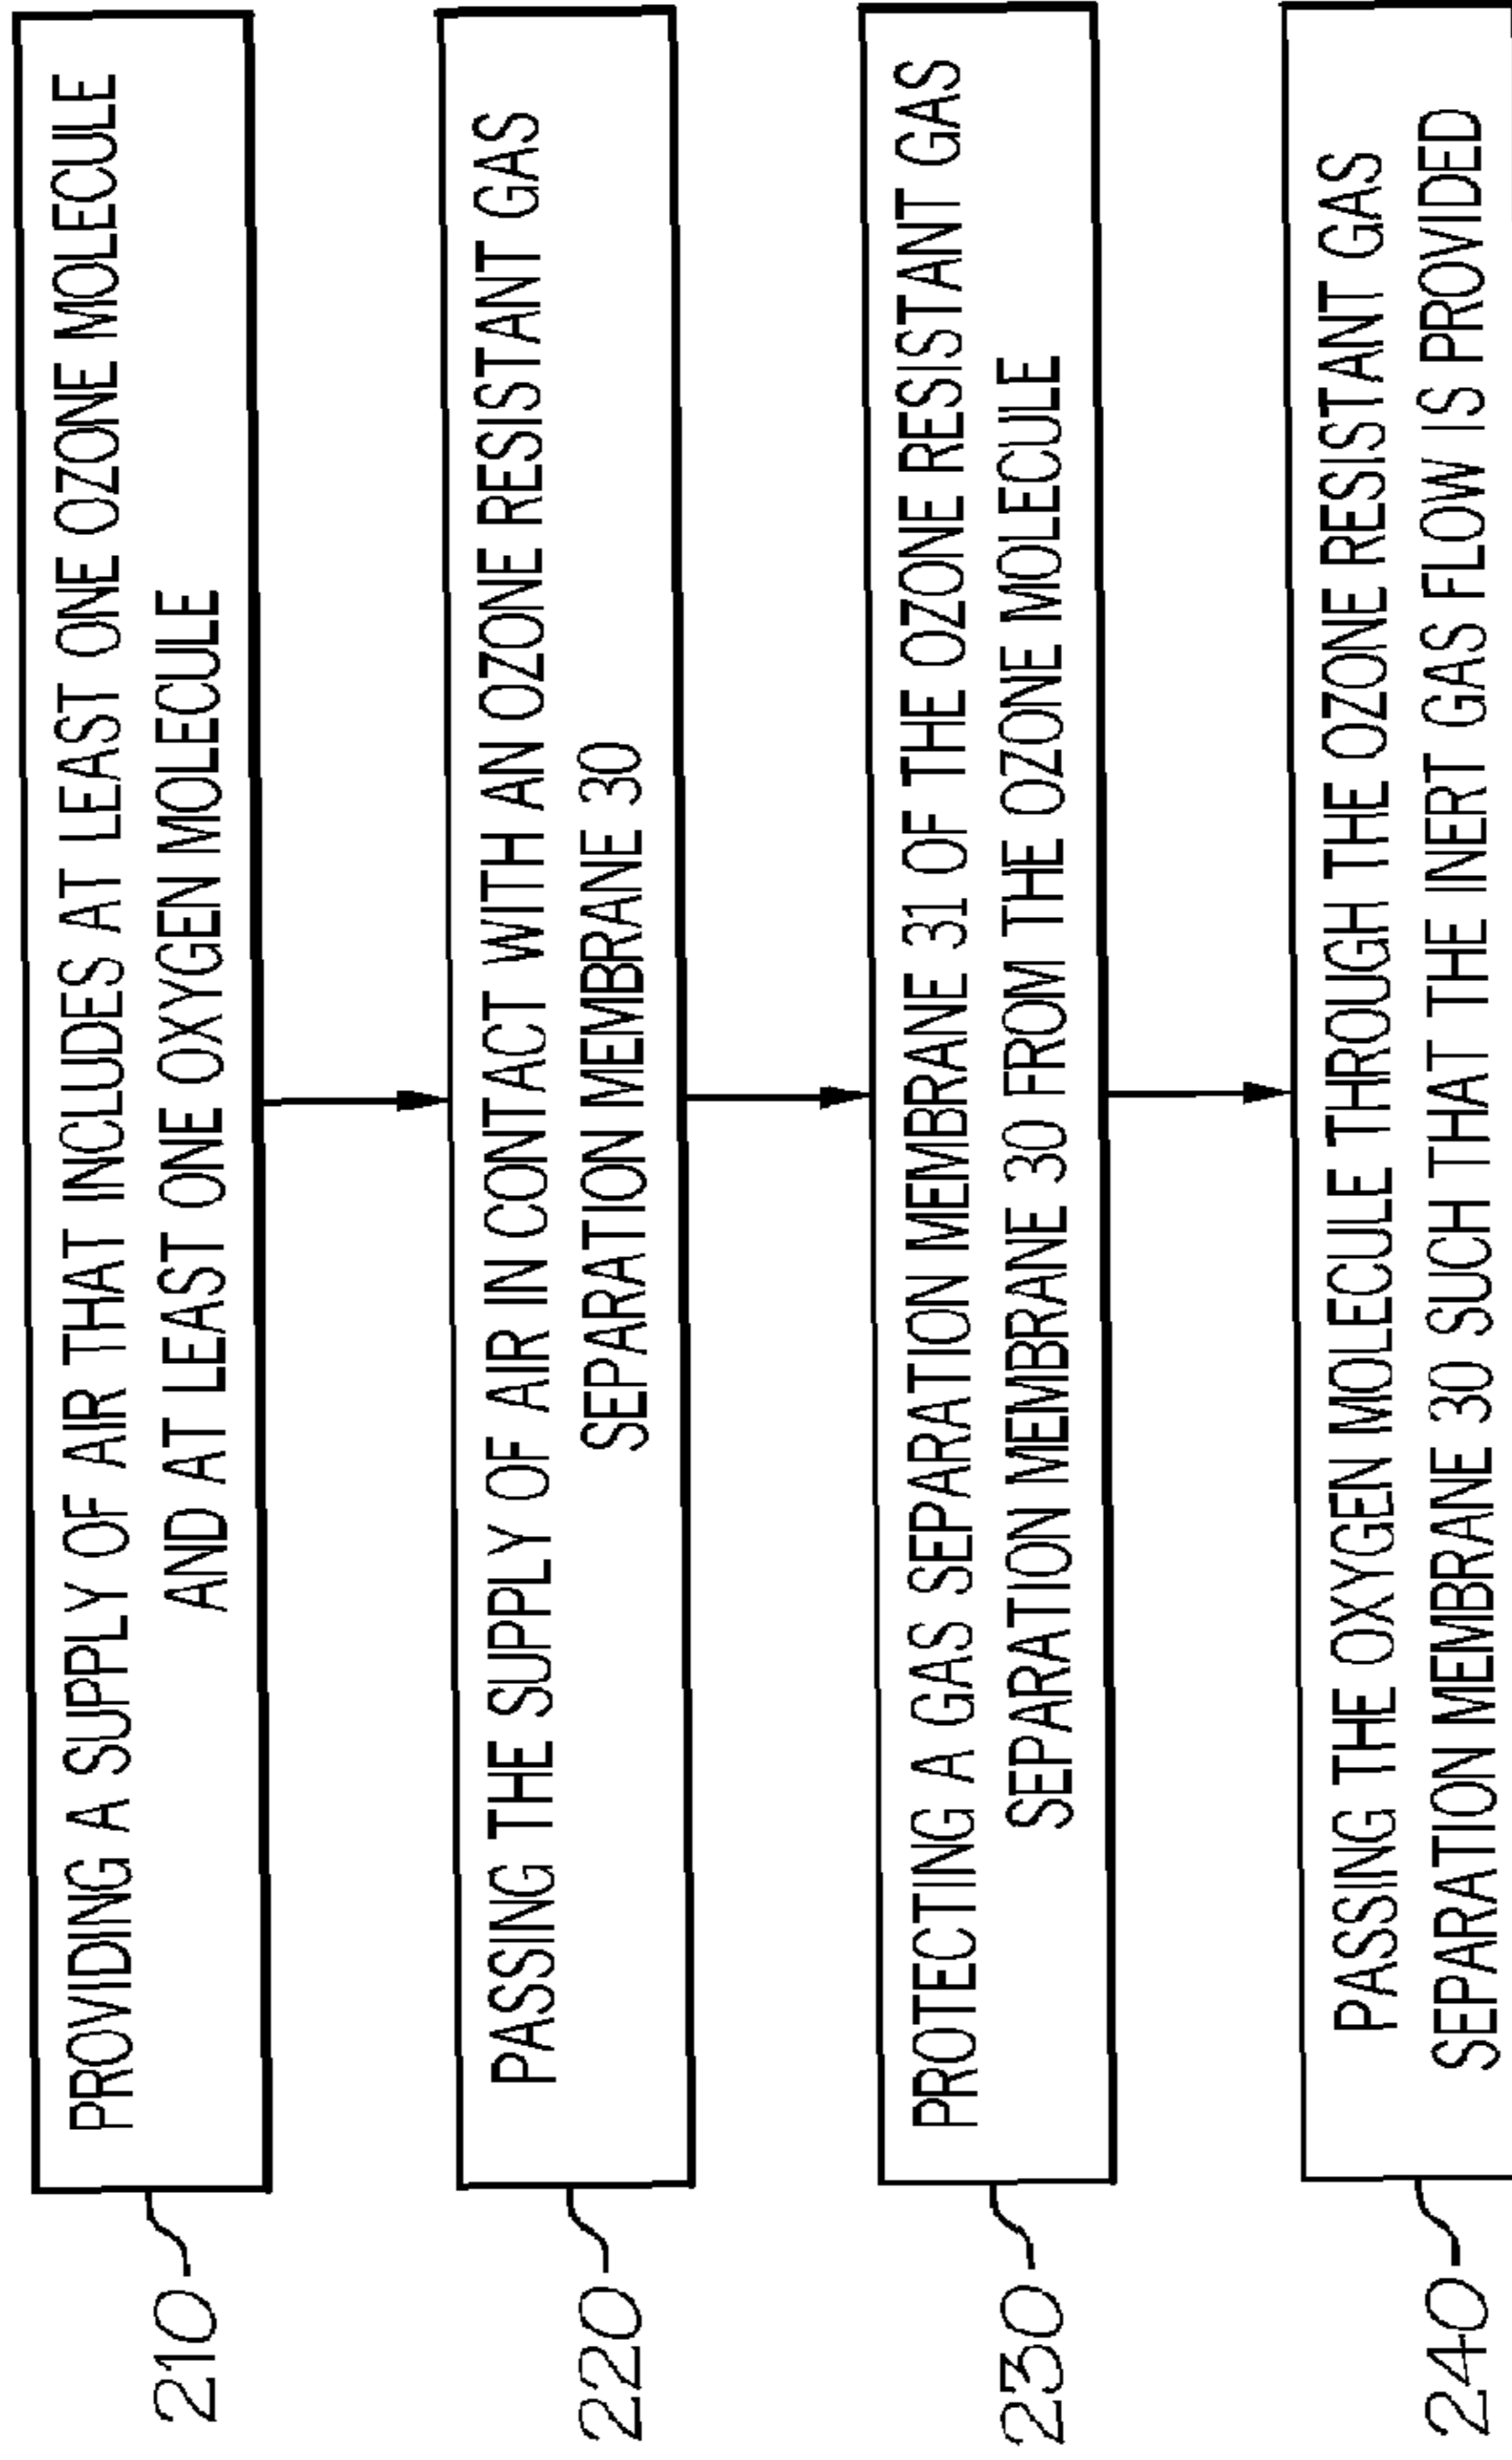 PROVIDING A SUPPLY OF AIR THAT INCLUDES AT LEAST ONE OZONE MOLECULE
AND AT LEAST ONE OXYGEN MOLECULE
210
PASSING THE SUPPLY OF AIR IN CONTACT WITH AN OZONE RESISTANT GAS
SEPARATION MEMBRANE 30
220
PROTECTING A GAS SEPARATION MEMBRANE 31 OF THE OZONE RESISTANT GAS
SEPARATION MEMBRANE 30 FROM THE OZONE MOLECULE
230
PASSING THE OXYGEN MOLECULE THROUGH THE OZONE RESISTANT GAS
SEPARATION MEMBRANE 30 SUCH THAT THE INERT GAS FLOW IS PROVIDED
240